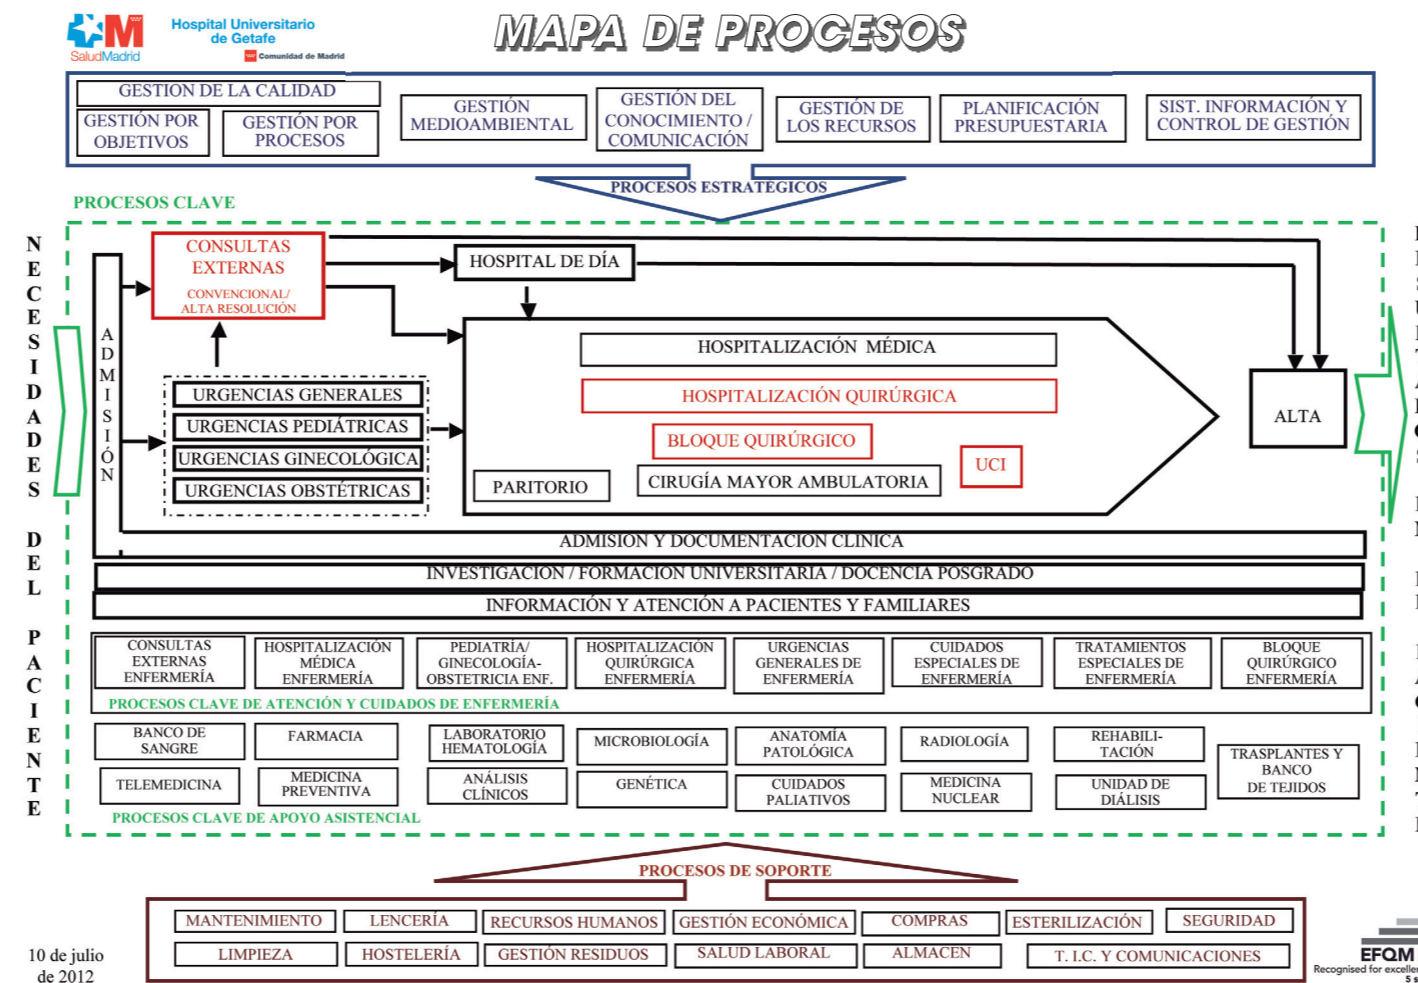 SaludMadrid
Hospital Universitario
de Getafe
Comunidad de Madrid
MAPA DE PROCESOS
GESTION DE LA CALIDAD
GESTIÓN POR
OBJETIVOS
GESTIÓN POR
PROCESOS
GESTIÓN
MEDIOAMBIENTAL
GESTIÓN DEL
CONOCIMIENTO /
COMUNICACIÓN
GESTIÓN DE
LOS RECURSOS
PLANIFICACIÓN
PRESUPUESTARIA
SIST. INFORMACIÓN Y
CONTROL DE GESTIÓN
PROCESOS ESTRATÉGICOS
PROCESOS CLAVE
NECESIDADES DEL PACIENTE
ADMISIÓN
CONSULTAS
EXTERNAS
CONVENCIONAL/
ALTA RESOLUCIÓN
HOSPITAL DE DÍA
URGENCIAS GENERALES
URGENCIAS PEDIÁTRICAS
URGENCIAS GINECOLÓGICA
URGENCIAS OBSTÉTRICAS
HOSPITALIZACIÓN MÉDICA
HOSPITALIZACIÓN QUIRÚRGICA
BLOQUE QUIRÚRGICO
UCI
PARITORIO
CIRUGÍA MAYOR AMBULATORIA
ALTA
ADMISION Y DOCUMENTACION CLINICA
INVESTIGACION / FORMACION UNIVERSITARIA / DOCENCIA POSGRADO
INFORMACIÓN Y ATENCIÓN A PACIENTES Y FAMILIARES
CONSULTAS
EXTERNAS
ENFERMERÍA
HOSPITALIZACIÓN
MÉDICA
ENFERMERÍA
PEDIATRÍA/
GINECOLOGÍA-
OBSTETRICIA ENF.
HOSPITALIZACIÓN
QUIRÚRGICA
ENFERMERÍA
URGENCIAS
GENERALES DE
ENFERMERÍA
CUIDADOS
ESPECIALES DE
ENFERMERÍA
TRATAMIENTOS
ESPECIALES DE
ENFERMERÍA
BLOQUE
QUIRÚRGICO
ENFERMERÍA
PROCESOS CLAVE DE ATENCIÓN Y CUIDADOS DE ENFERMERÍA
BANCO DE
SANGRE
FARMACIA
LABORATORIO
HEMATOLOGÍA
MICROBIOLOGÍA
ANATOMÍA
PATOLÓGICA
RADIOLOGÍA
REHABILI-
TACIÓN
TRASPLANTES Y
BANCO
DE TEJIDOS
TELEMEDICINA
MEDICINA
PREVENTIVA
ANÁLISIS
CLÍNICOS
GENÉTICA
CUIDADOS
PALIATIVOS
MEDICINA
NUCLEAR
UNIDAD DE
DIÁLISIS
PROCESOS CLAVE DE APOYO ASISTENCIAL
PROCESOS DE SOPORTE
MANTENIMIENTO
LENCERÍA
RECURSOS HUMANOS
GESTIÓN ECONÓMICA
COMPRAS
ESTERILIZACIÓN
SEGURIDAD
LIMPIEZA
HOSTELERÍA
GESTIÓN RESIDUOS
SALUD LABORAL
ALMACEN
T. I.C. Y COMUNICACIONES
10 de julio
de 2012
EFQM
Recognised for